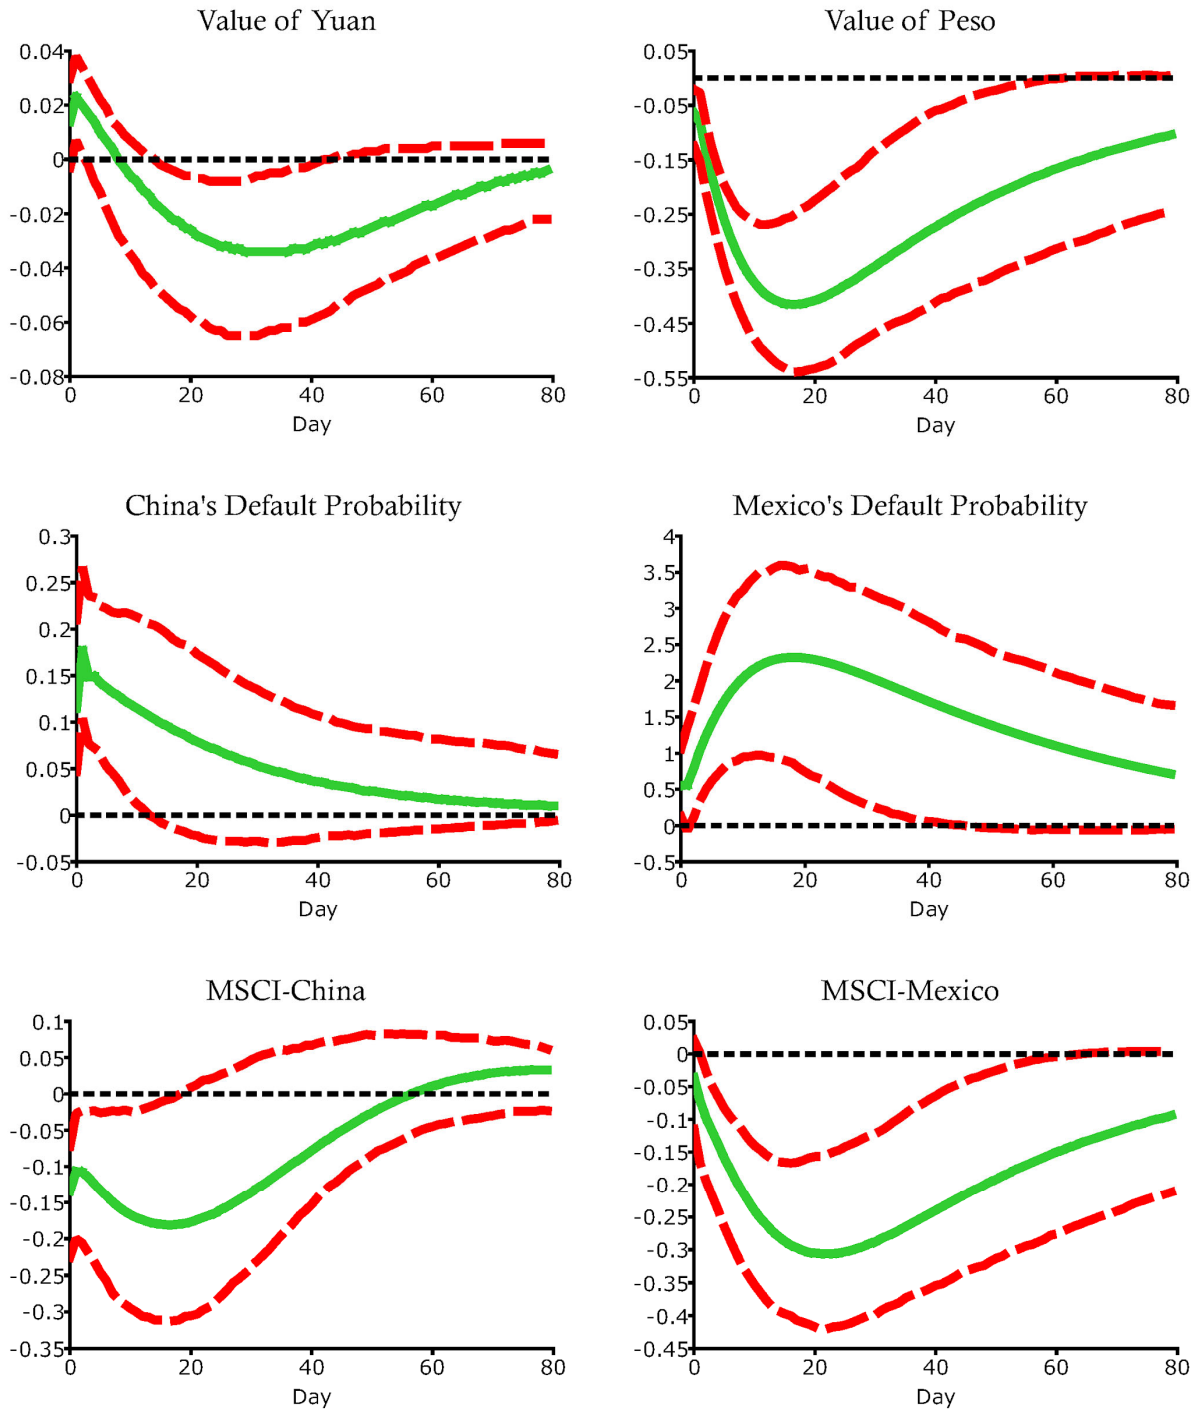 Value of Yuan
0.04
0.02
0
-0.02
-0.04
-0.06
-0.08
0 20 40 60 80
Day
Value of Peso
0.05
-0.05
-0.15
-0.25
-0.35
-0.45
-0.55
0 20 40 60 80
Day
China's Default Probability
0.3
0.25
0.2
0.15
0.1
0.05
0
-0.05
0 20 40 60 80
Day
Mexico's Default Probability
4
3.5
3
2.5
2
1.5
1
0.5
0
-0.5
0 20 40 60 80
Day
MSCI-China
0.1
0.05
0
-0.05
-0.1
-0.15
-0.2
-0.25
-0.3
-0.35
0 20 40 60 80
Day
MSCI-Mexico
0.05
0
-0.05
-0.1
-0.15
-0.2
-0.25
-0.3
-0.35
-0.4
-0.45
0 20 40 60 80
Day